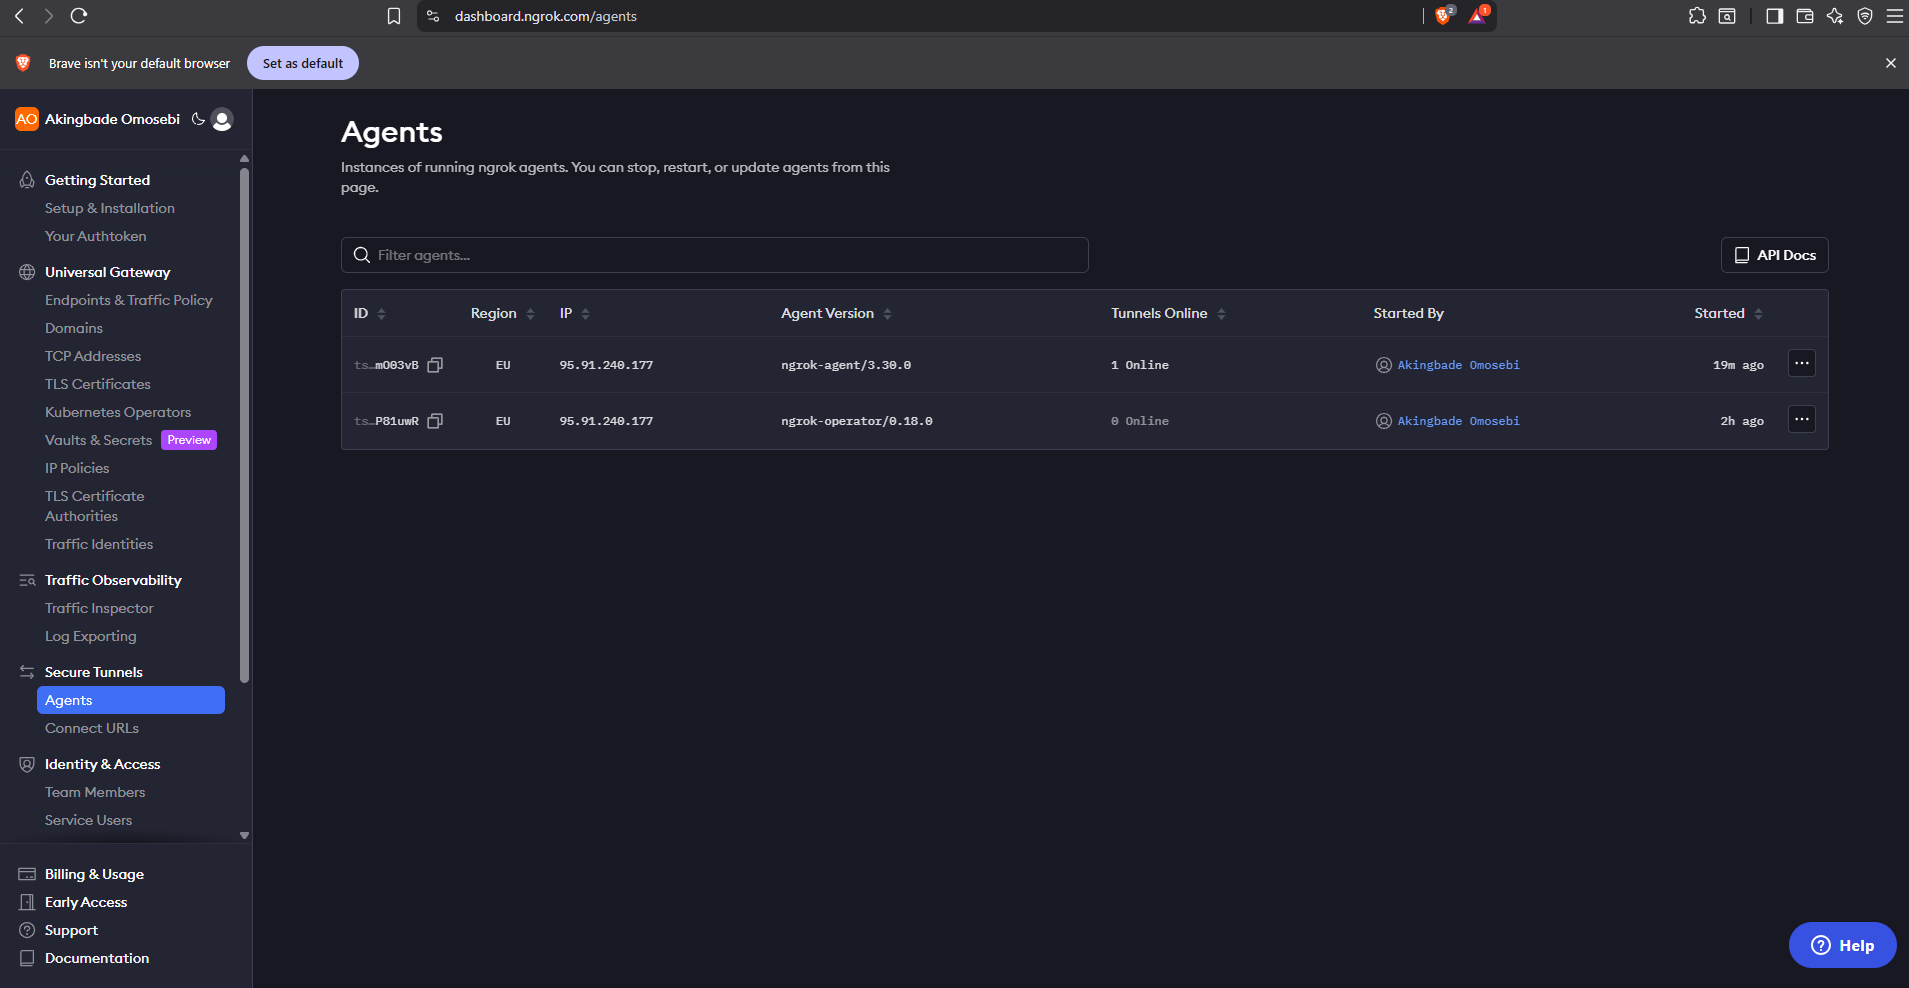 dashboard.ngrok.com/agents
2
1
Brave isn't your default browser
Set as default
AO
Akingbade Omosebi
Getting Started
Setup & Installation
Your Authtoken
Universal Gateway
Endpoints & Traffic Policy
Domains
TCP Addresses
TLS Certificates
Kubernetes Operators
Vaults & Secrets Preview
IP Policies
TLS Certificate
Authorities
Traffic Identities
Traffic Observability
Traffic Inspector
Log Exporting
Secure Tunnels
Agents
Connect URLs
Identity & Access
Team Members
Service Users
Billing & Usage
Early Access
Support
Documentation
Agents
Instances of running ngrok agents. You can stop, restart, or update agents from this
page.
Filter agents...
API Docs
ID Region IP Agent Version Tunnels Online Started By Started
ts…mO03vB EU 95.91.240.177 ngrok-agent/3.30.0 1 Online Akingbade Omosebi 19m ago
ts…P81uwR EU 95.91.240.177 ngrok-operator/0.18.0 0 Online Akingbade Omosebi 2h ago
Help